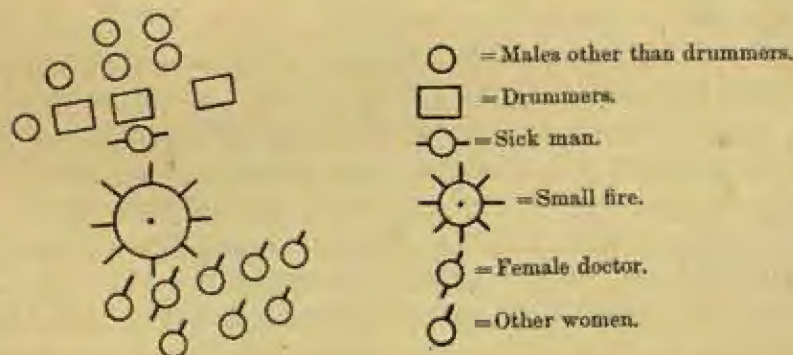 =Males other than drummers.
=Drummers.
=Sick man.
=Small fire.
=Female doctor.
=Other women.